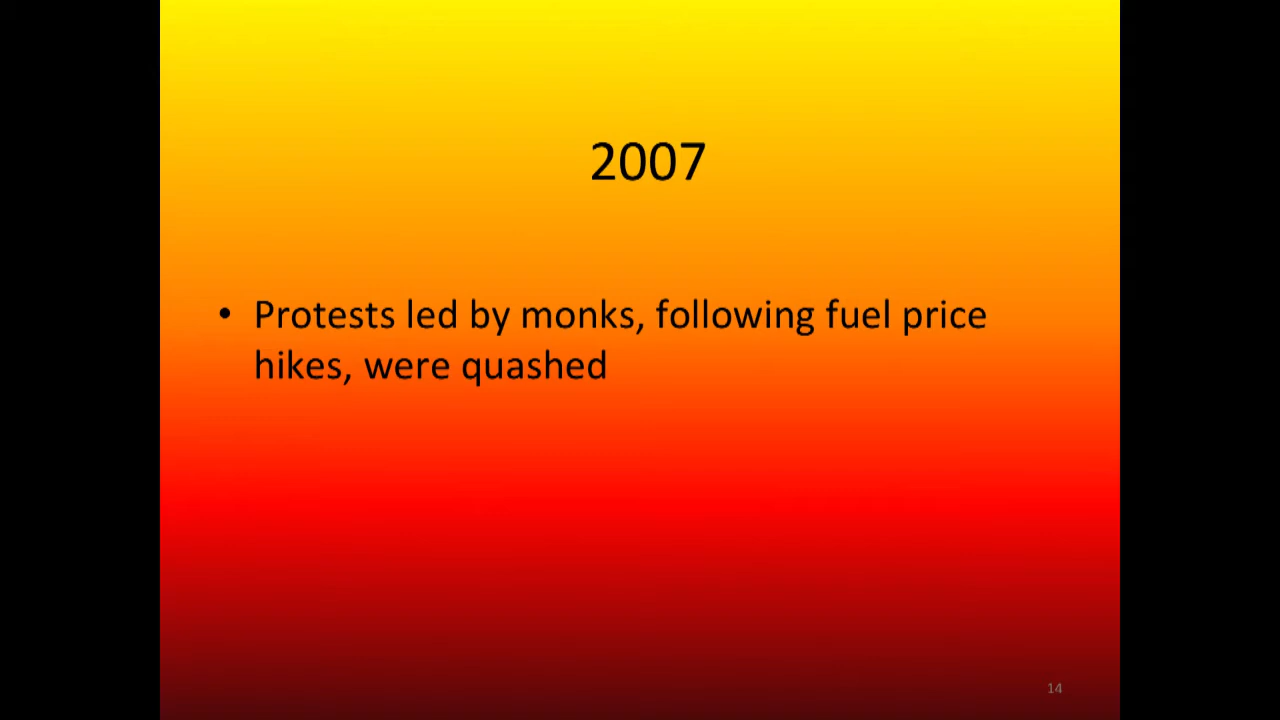 2007
• Protests led by monks, following fuel price
hikes, were quashed
14